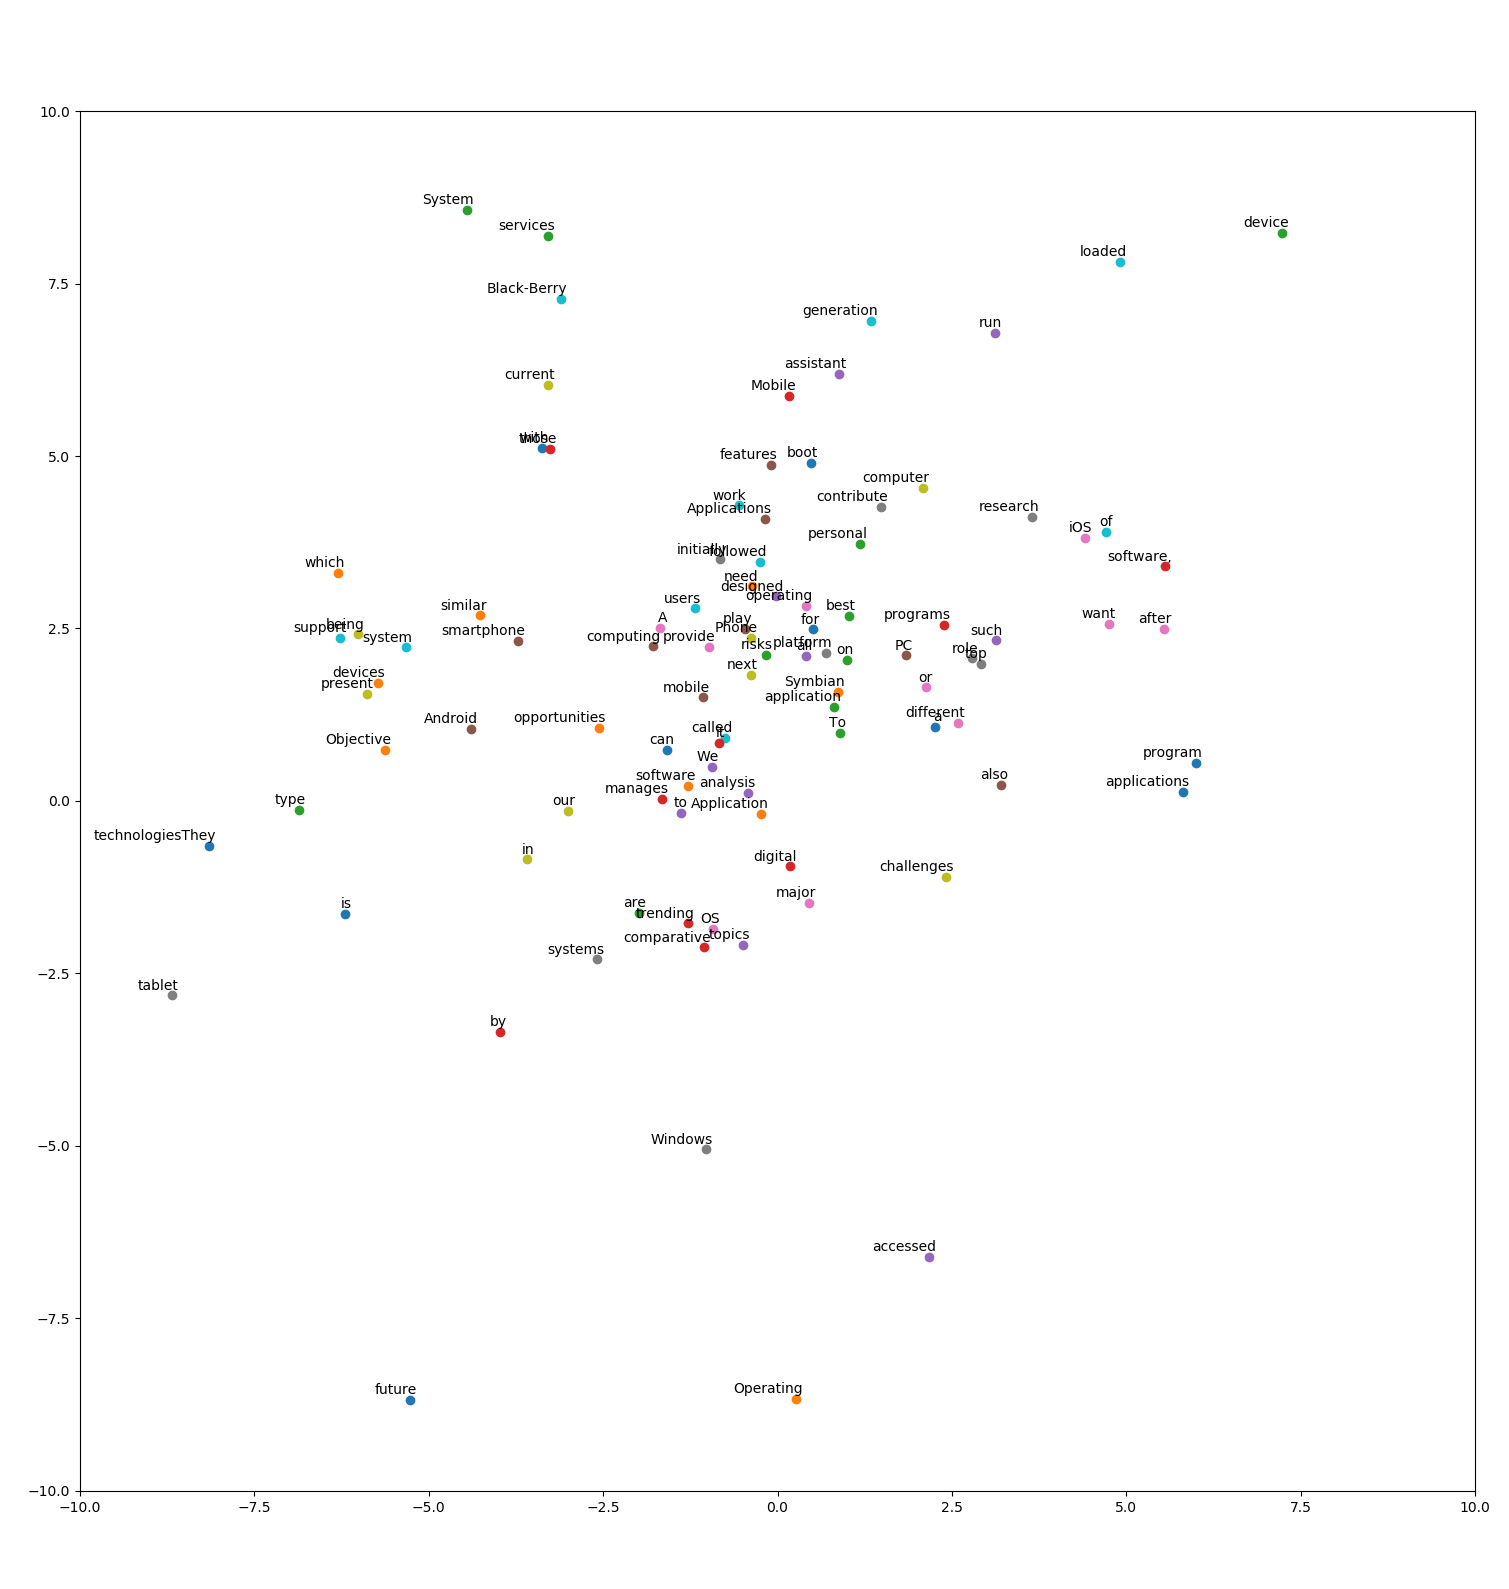 10.0
System
services
device
loaded
7.5
Black-Berry
generation
run
assistant
Mobile
current
with
those
5.0
features
boot
computer
work
contribute
Applications
research
iOS
of
personal
initially
followed
software,
which
need
designed
operating
users
similar
best
play
A
for
programs
want
after
2.5
support
being
system
smartphone
computing
provide
Phone
platform
risks
all
on
PC
such
role
top
next
devices
present
mobile
Symbian
application
or
Android
opportunities
called
it
To
different
a
Objective
can
We
program
software
analysis
also
applications
0.0
type
our
manages
to
Application
technologiesThey
in
digital
challenges
is
are
trending
OS
major
comparative
topics
systems
−2.5
tablet
by
−5.0
Windows
accessed
−7.5
future
Operating
−10.0
−10.0 −7.5 −5.0 −2.5 0.0 2.5 5.0 7.5 10.0